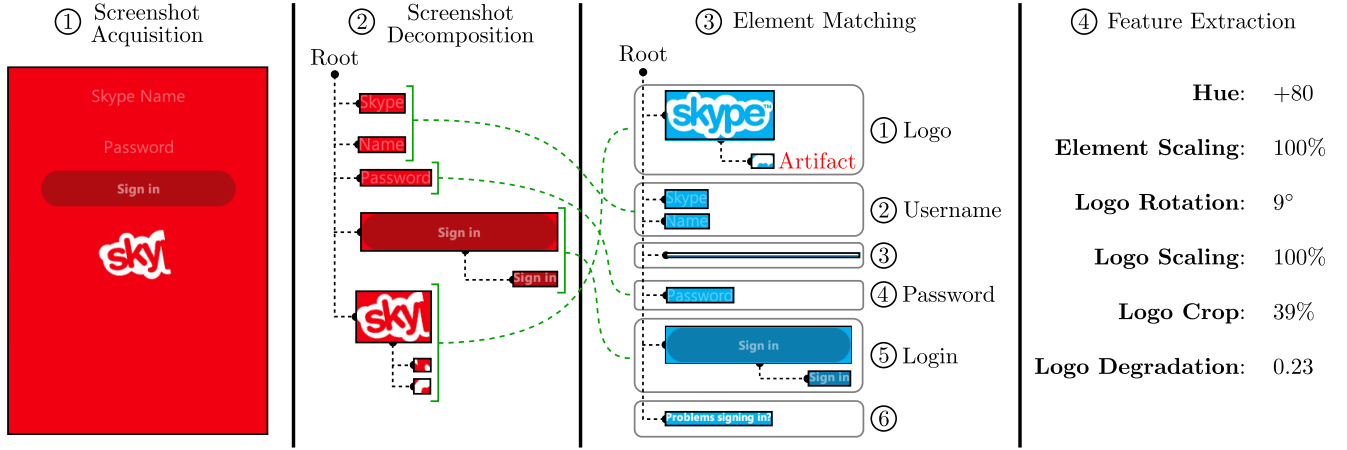 ① Screenshot
Acquisition
Skype Name
Password
Sign in
sky
② Screenshot
Decomposition
Root
Skype
Name
Password
Sign in
Sign in
sky
③ Element Matching
Root
skype™
① Logo
Artifact
Skype
② Username
Name
③
Password
④ Password
Sign in
⑤ Login
Sign in
Problems signing in?
⑥
④ Feature Extraction
Hue: +80
Element Scaling: 100%
Logo Rotation: 9°
Logo Scaling: 100%
Logo Crop: 39%
Logo Degradation: 0.23